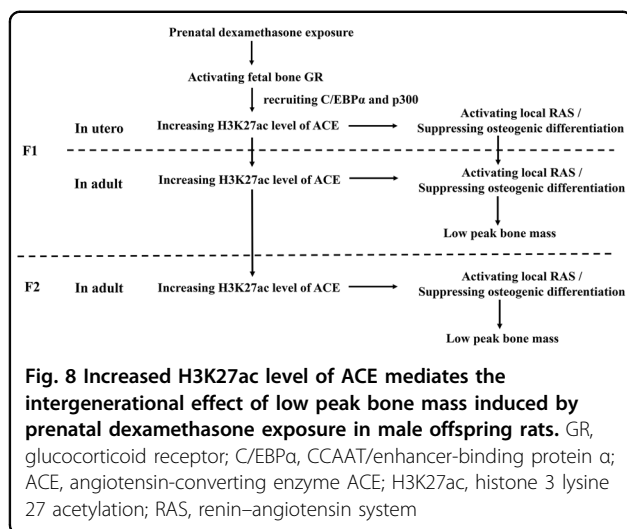 Prenatal dexamethasone exposure
Activating fetal bone GR
recruiting C/EBPα and p300
In utero
Increasing H3K27ac level of ACE
Activating local RAS /
Suppressing osteogenic differentiation
F1
In adult
Increasing H3K27ac level of ACE
Activating local RAS /
Suppressing osteogenic differentiation
Low peak bone mass
F2
In adult
Increasing H3K27ac level of ACE
Activating local RAS /
Suppressing osteogenic differentiation
Low peak bone mass
Fig. 8 Increased H3K27ac level of ACE mediates the
intergenerational effect of low peak bone mass induced by
prenatal dexamethasone exposure in male offspring rats. GR,
glucocorticoid receptor; C/EBPα, CCAAT/enhancer-binding protein α;
ACE, angiotensin-converting enzyme ACE; H3K27ac, histone 3 lysine
27 acetylation; RAS, renin–angiotensin system